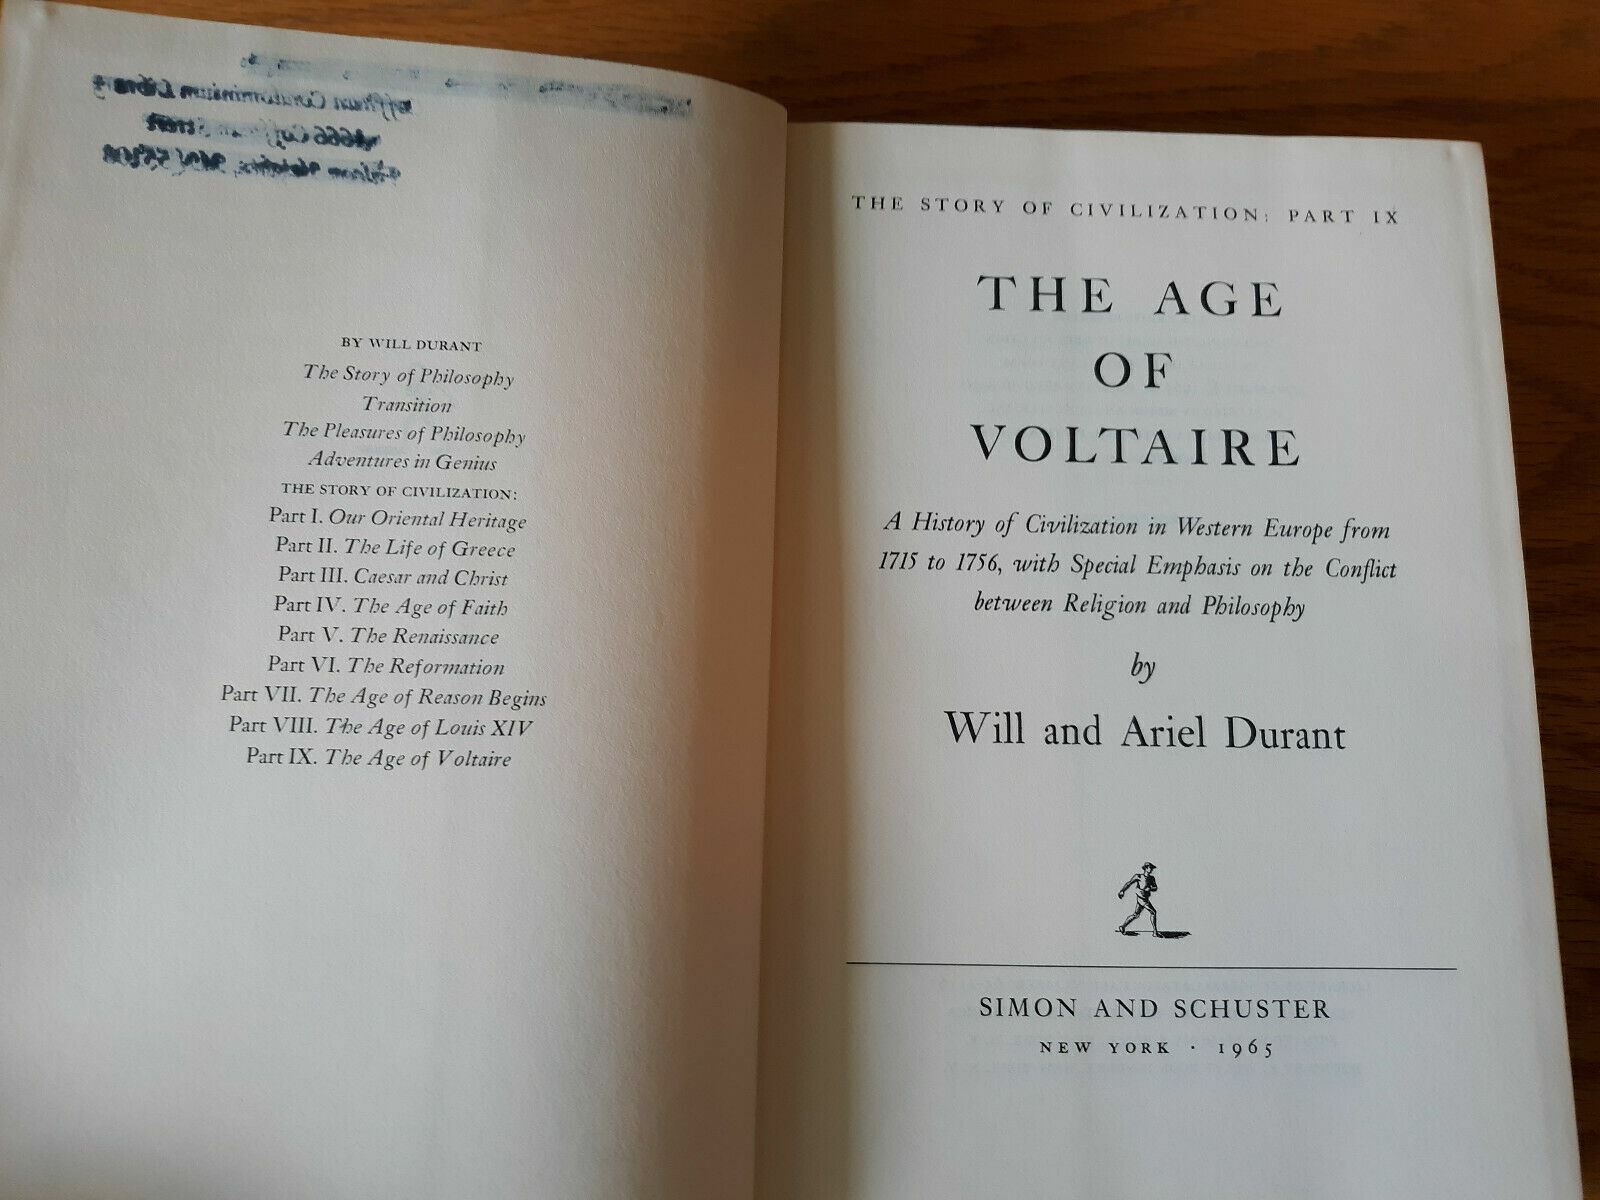 Condominium
BY WILL DURANT
The Story of Philosophy
Transition
The Pleasures of Philosophy
Adventures in Genius
THE STORY OF CIVILIZATION:
Part I. Our Oriental Heritage
Part II. The Life of Greece
Part III. Caesar and Christ
Part IV. The Age of Faith
Part V. The Renaissance
Part VI. The Reformation
Part VII. The Age of Reason Begins
Part VIII. The Age of Louis XIV
Part IX. The Age of Voltaire
THE STORY OF CIVILIZATION: PART IX
THE AGE
OF
VOLTAIRE
A History of Civilization in Western Europe from
1715 to 1756, with Special Emphasis on the Conflict
between Religion and Philosophy
by
Will and Ariel Durant
SIMON AND SCHUSTER
NEW YORK · 1965